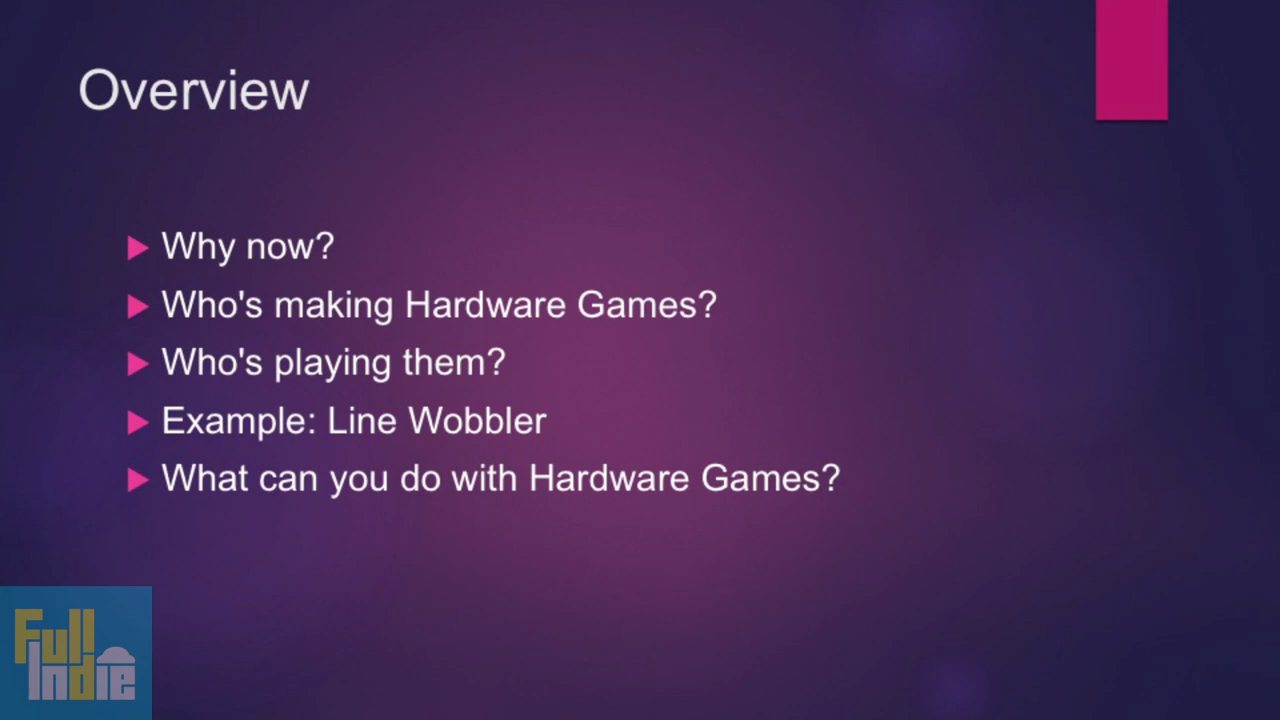 Overview
Why now?
Who's making Hardware Games?
Who's playing them?
Example: Line Wobbler
What can you do with Hardware Games?
Full
Indie